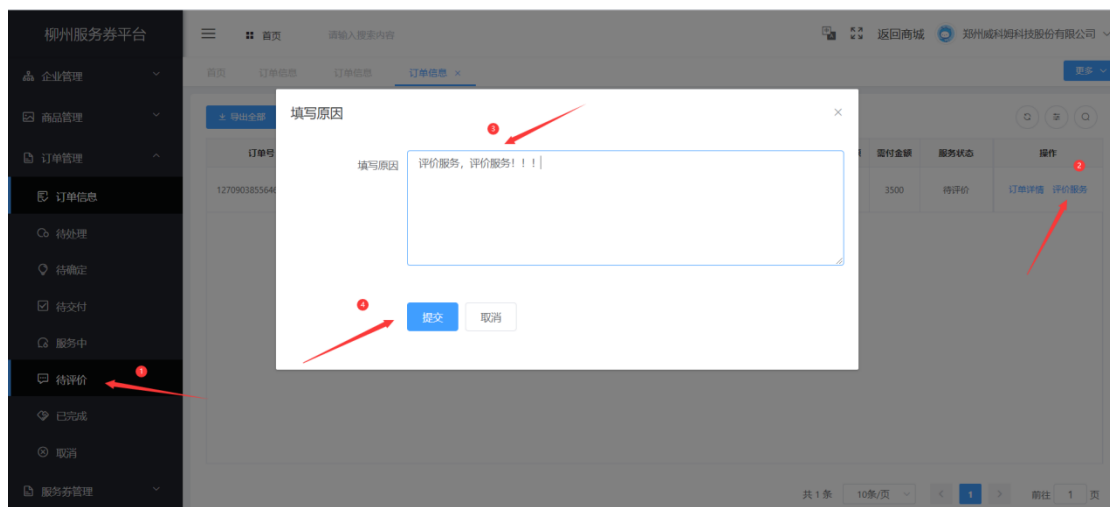 柳州服务券平台
首页
请输入搜索内容
返回商城
郑州威科姆科技股份有限公司
企业管理
首页 订单信息 订单信息 订单信息 ×
更多
商品管理
导出全部
填写原因
×
3
订单管理
订单号
填写原因
评价服务，评价服务！！！
需付金额
服务状态
操作
2
订单信息
127090385564
3500
待评价
订单详情 评价服务
待处理
待确定
待交付
4
提交
取消
服务中
待评价
1
已完成
取消
服务券管理
共 1 条
10条/页
1
前往 1 页